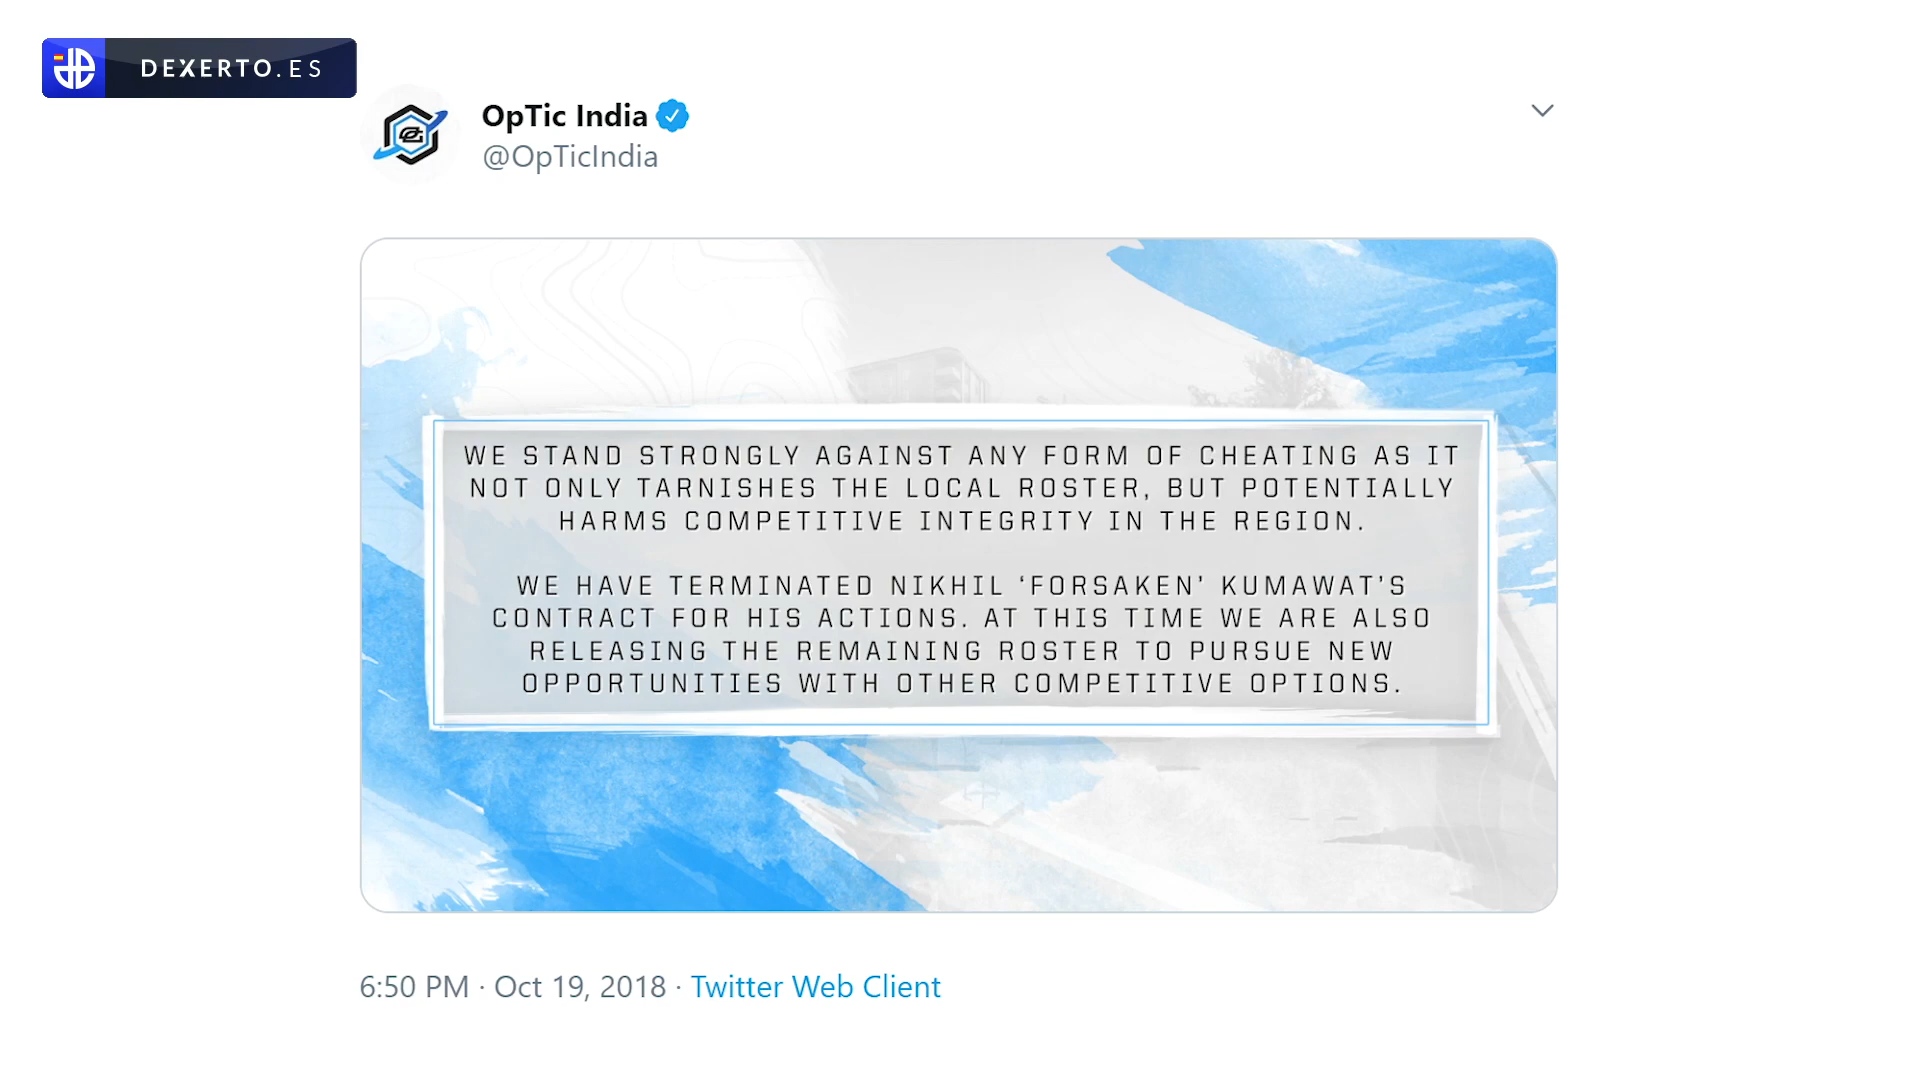 DEXERTO.ES
OpTic India
@OpTicIndia
WE STAND STRONGLY AGAINST ANY FORM OF CHEATING AS IT
NOT ONLY TARNISHES THE LOCAL ROSTER, BUT POTENTIALLY
HARMS COMPETITIVE INTEGRITY IN THE REGION.
WE HAVE TERMINATED NIKHIL ‘FORSAKEN’ KUMAWAT’S
CONTRACT FOR HIS ACTIONS. AT THIS TIME WE ARE ALSO
RELEASING THE REMAINING ROSTER TO PURSUE NEW
OPPORTUNITIES WITH OTHER COMPETITIVE OPTIONS.
6:50 PM · Oct 19, 2018 · Twitter Web Client